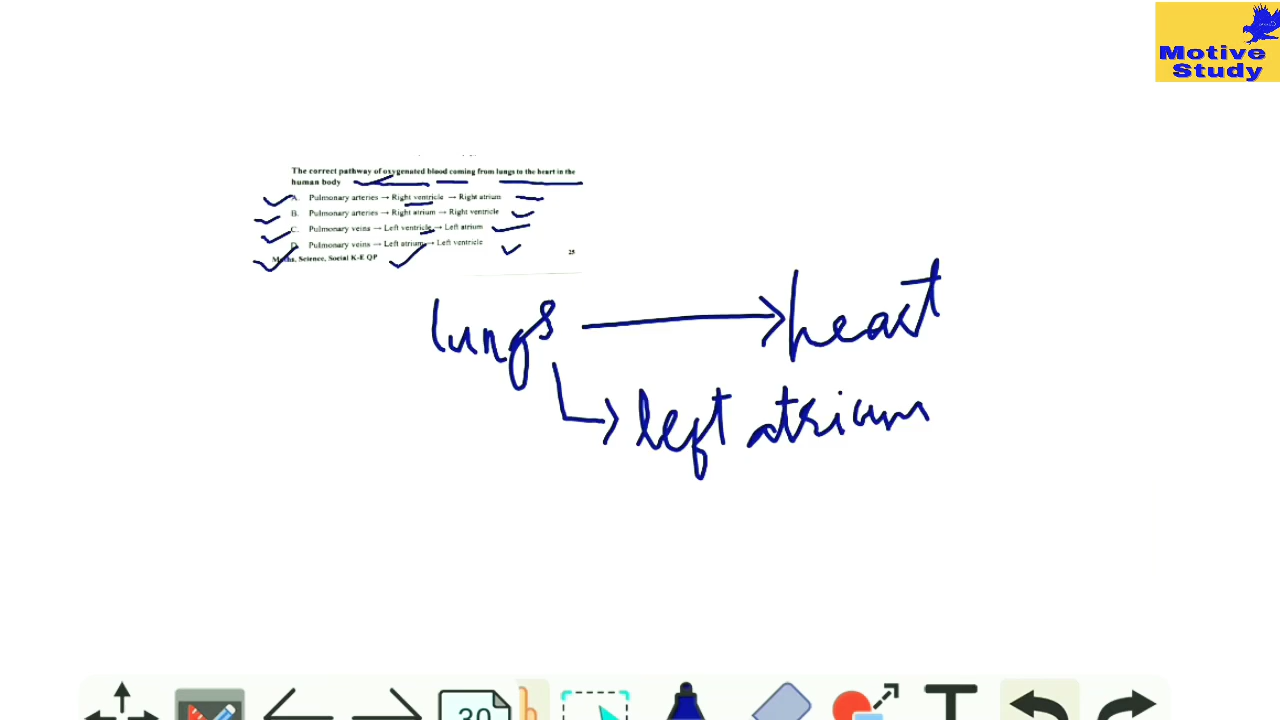 Motive
Study
The correct pathway of oxygenated blood coming from lungs to the heart in the
human body
A. Pulmonary arteries → Right ventricle → Right atrium
B. Pulmonary arteries → Right atrium → Right ventricle
C. Pulmonary veins → Left ventricle → Left atrium
D. Pulmonary veins → Left atrium → Left ventricle
Maths, Science, Social K-E QP
25
lungs → heart
→ left atrium
30
T